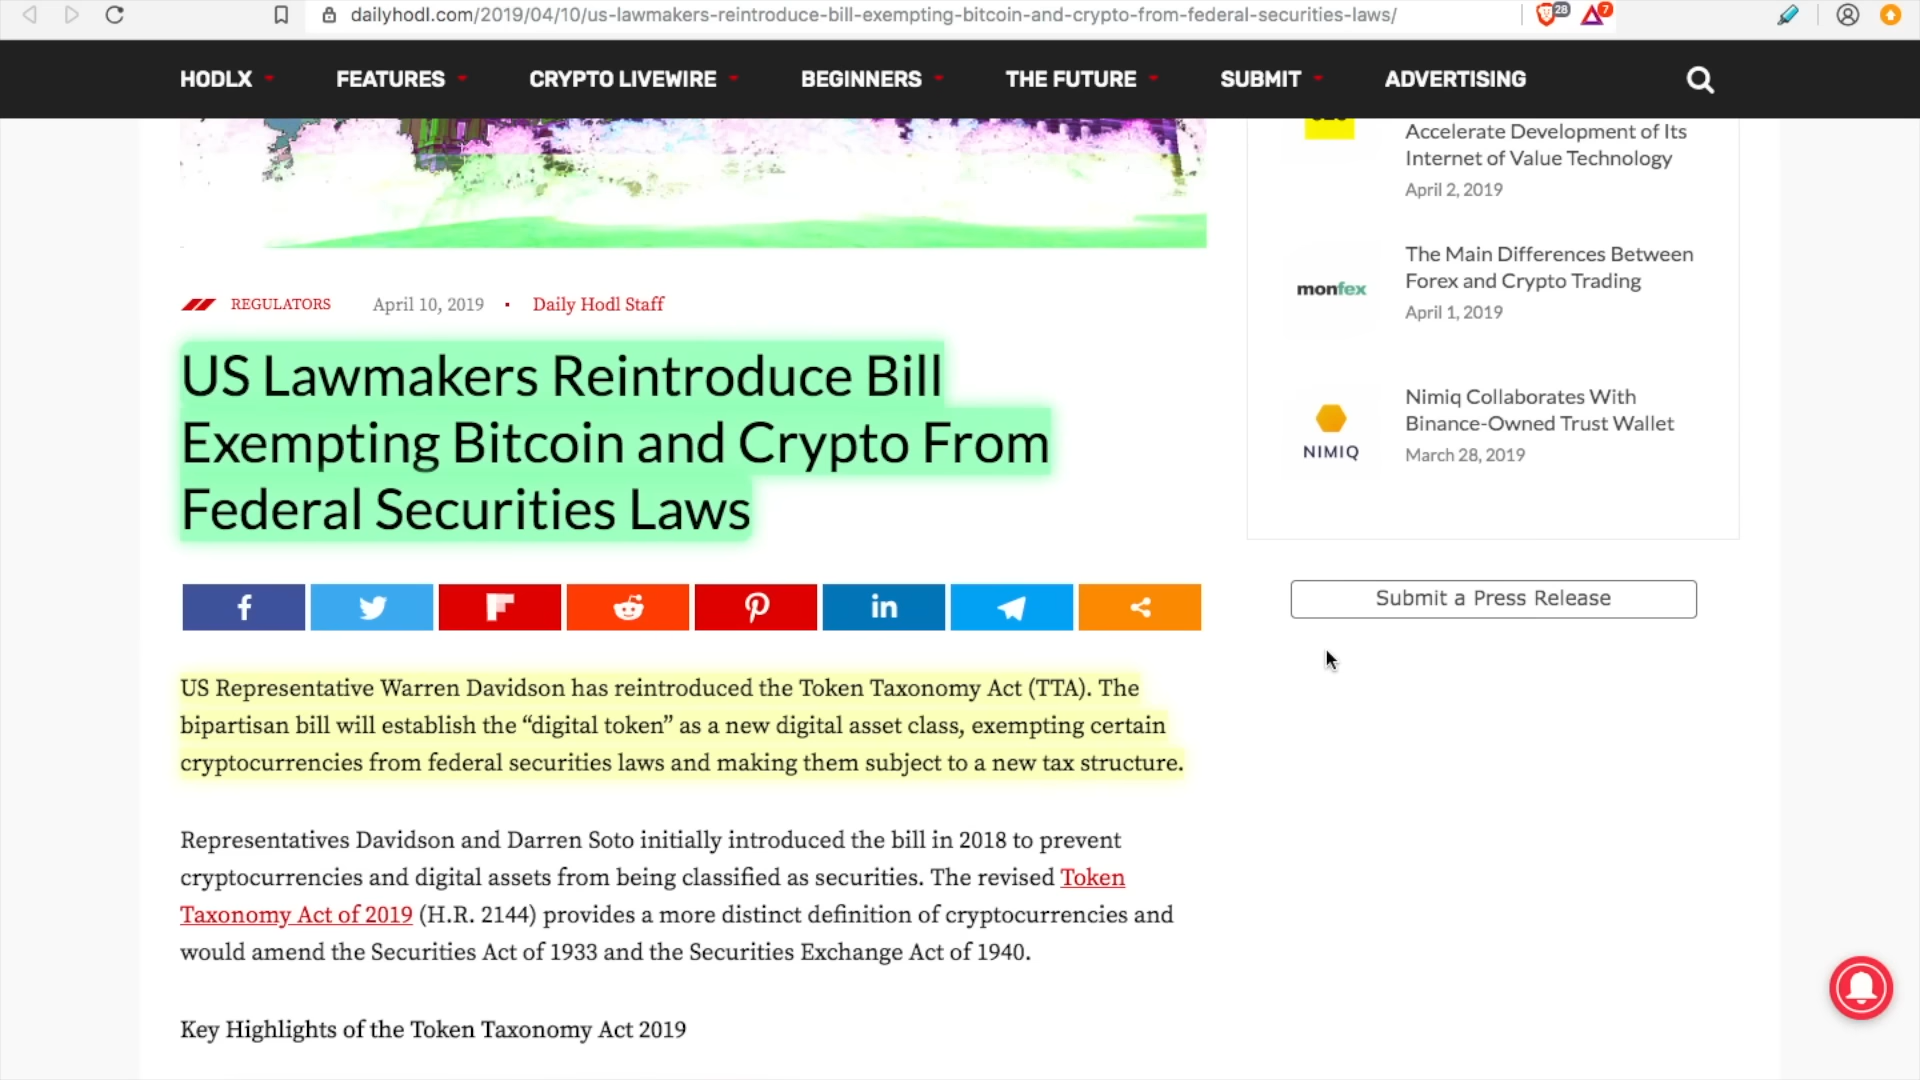 dailyhodl.com/2019/04/10/us-lawmakers-reintroduce-bill-exempting-bitcoin-and-crypto-from-federal-securities-laws/
28
7
HODLX
FEATURES
CRYPTO LIVEWIRE
BEGINNERS
THE FUTURE
SUBMIT
ADVERTISING
REGULATORS
April 10, 2019
Daily Hodl Staff
US Lawmakers Reintroduce Bill
Exempting Bitcoin and Crypto From
Federal Securities Laws
US Representative Warren Davidson has reintroduced the Token Taxonomy Act (TTA). The
bipartisan bill will establish the “digital token” as a new digital asset class, exempting certain
cryptocurrencies from federal securities laws and making them subject to a new tax structure.
Representatives Davidson and Darren Soto initially introduced the bill in 2018 to prevent
cryptocurrencies and digital assets from being classified as securities. The revised Token
Taxonomy Act of 2019 (H.R. 2144) provides a more distinct definition of cryptocurrencies and
would amend the Securities Act of 1933 and the Securities Exchange Act of 1940.
Key Highlights of the Token Taxonomy Act 2019
Accelerate Development of Its
Internet of Value Technology
April 2, 2019
monfex
The Main Differences Between
Forex and Crypto Trading
April 1, 2019
NIMIQ
Nimiq Collaborates With
Binance-Owned Trust Wallet
March 28, 2019
Submit a Press Release